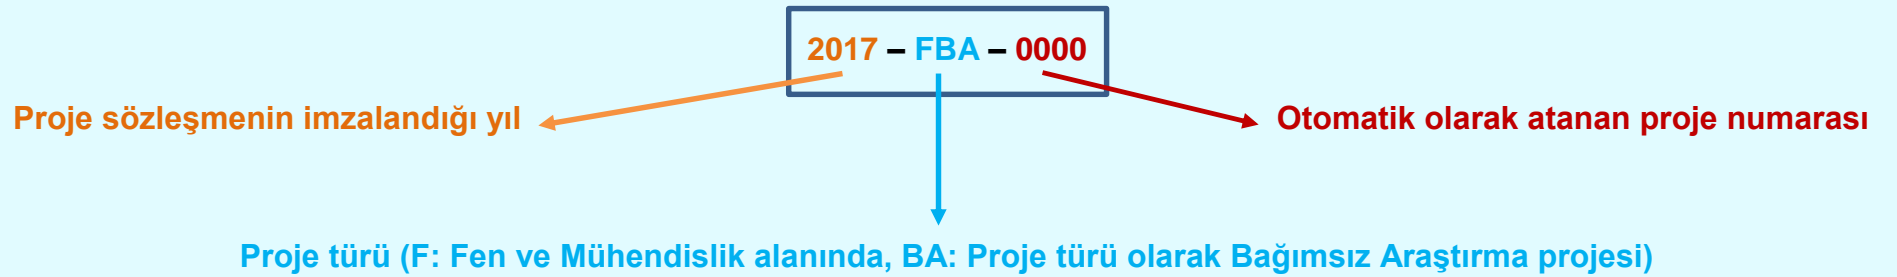 2017 – FBA – 0000
Proje sözleşmenin imzalandığı yıl
Otomatik olarak atanan proje numarası
Proje türü (F: Fen ve Mühendislik alanında, BA: Proje türü olarak Bağımsız Araştırma projesi)